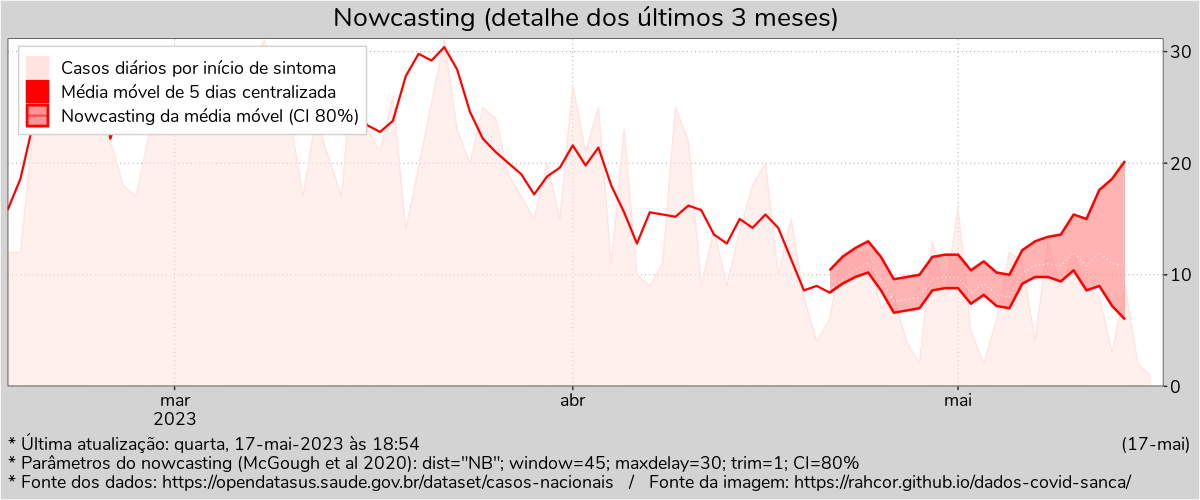 Nowcasting (detalhe dos últimos 3 meses)
Casos diários por início de sintoma
Média móvel de 5 dias centralizada
Nowcasting da média móvel (CI 80%)
30
20
10
0
mar
2023
abr
mai
* Última atualização: quarta, 17-mai-2023 às 18:54
(17-mai)
* Parâmetros do nowcasting (McGough et al 2020): dist="NB"; window=45; maxdelay=30; trim=1; CI=80%
* Fonte dos dados: https://opendatasus.saude.gov.br/dataset/casos-nacionais / Fonte da imagem: https://rahcor.github.io/dados-covid-sanca/